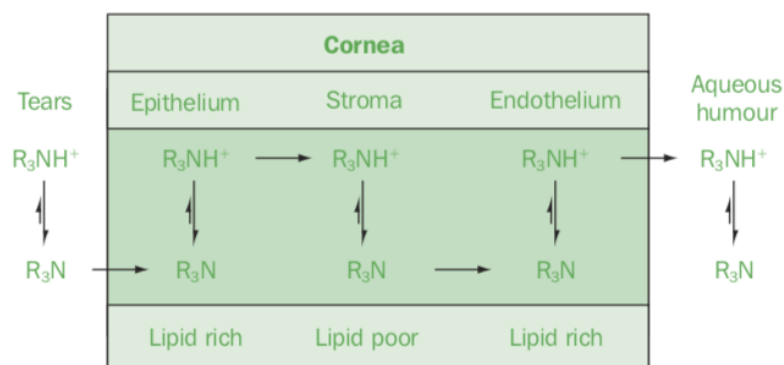 Cornea
Tears Epithelium Stroma Endothelium Aqueous humour
R₃NH⁺ R₃NH⁺ R₃NH⁺ R₃NH⁺ R₃NH⁺
R₃N R₃N R₃N R₃N R₃N
Lipid rich Lipid poor Lipid rich